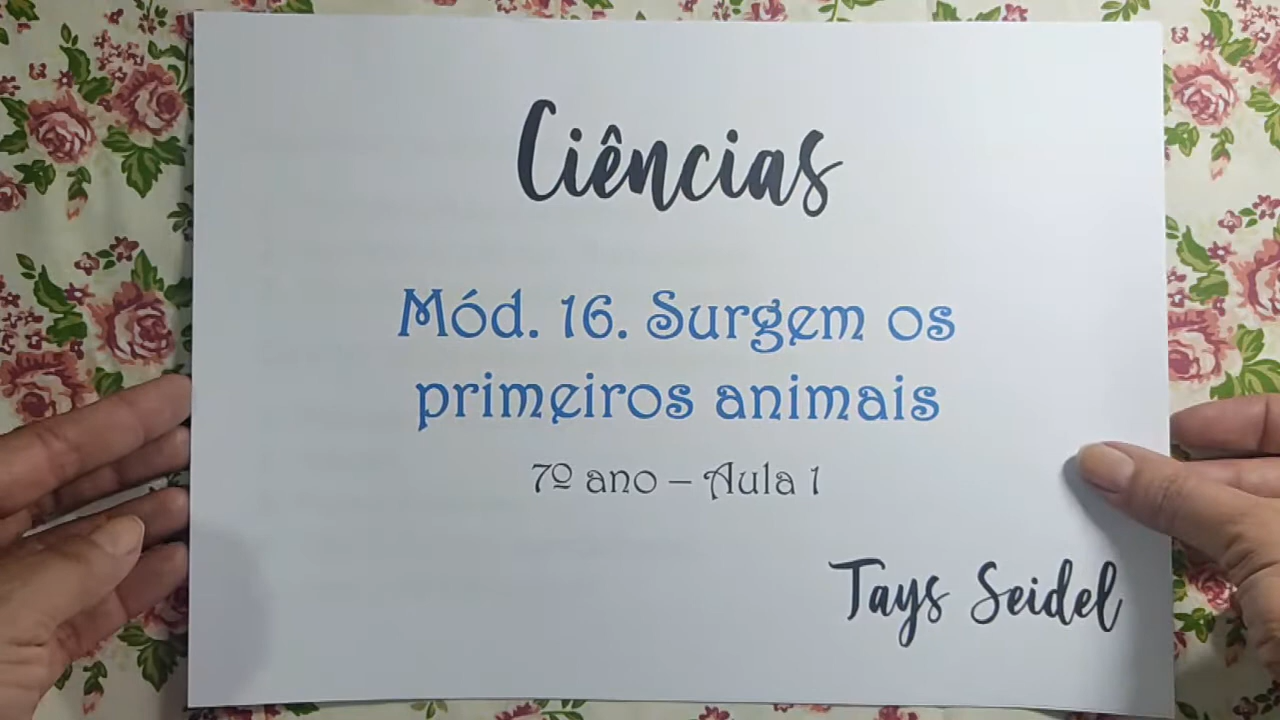 Ciências
Mód. 16. Surgem os
primeiros animais
7º ano – Aula 1
Tays Seidel